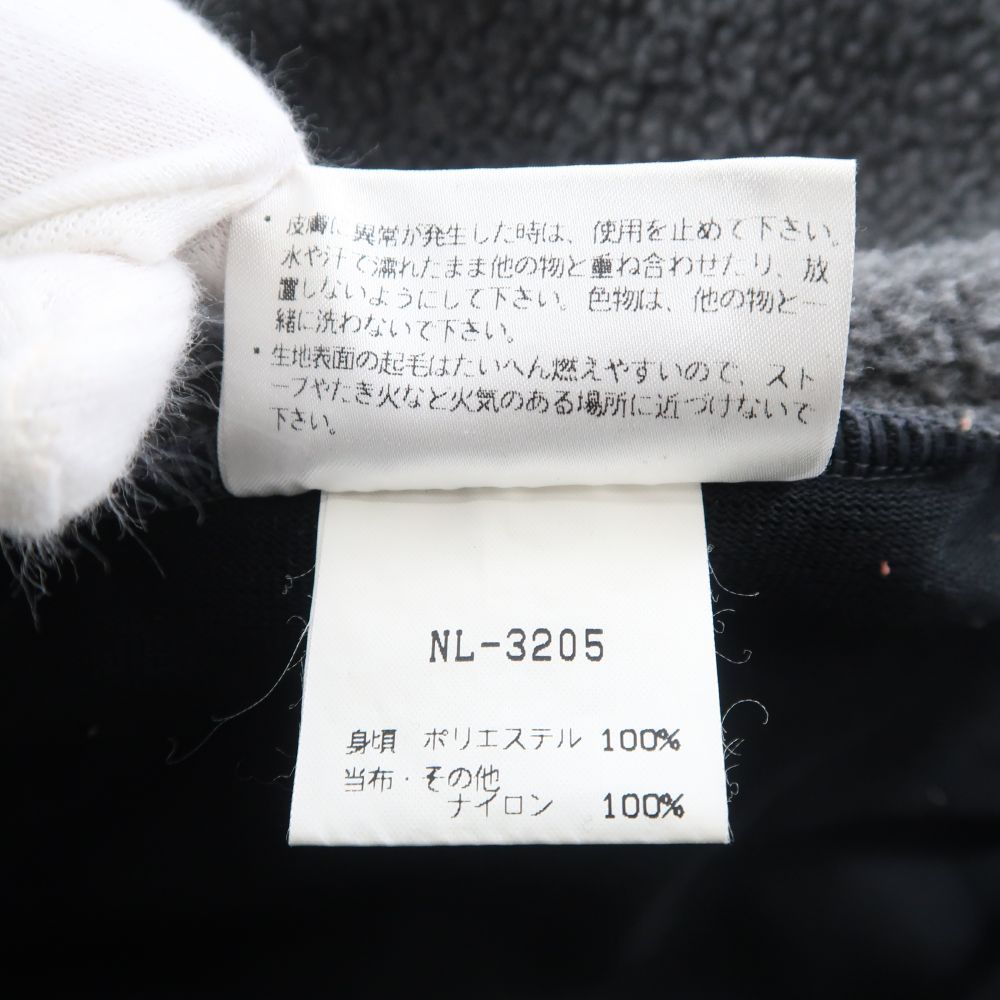 ・皮膚に異常が発生した時は、使用を止めて下さい。
水や汗で濡れたまま他の物と重ね合わせたり、放
置しないようにして下さい。色物は、他の物と一
緒に洗わないで下さい。
・生地表面の起毛はたいへん燃えやすいので、スト
ーブやたき火など火気のある場所に近づけないで
下さい。
NL-3205
身頃 ポリエステル 100%
当布・その他
ナイロン 100%